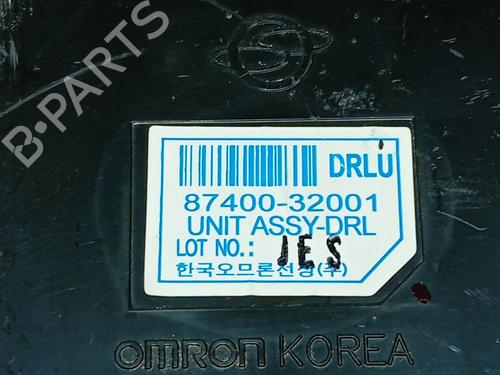 B·PARTS
DRLU
87400-32001
UNIT ASSY-DRL
LOT NO.: JES
한국오므론전장(주)
omron KOREA